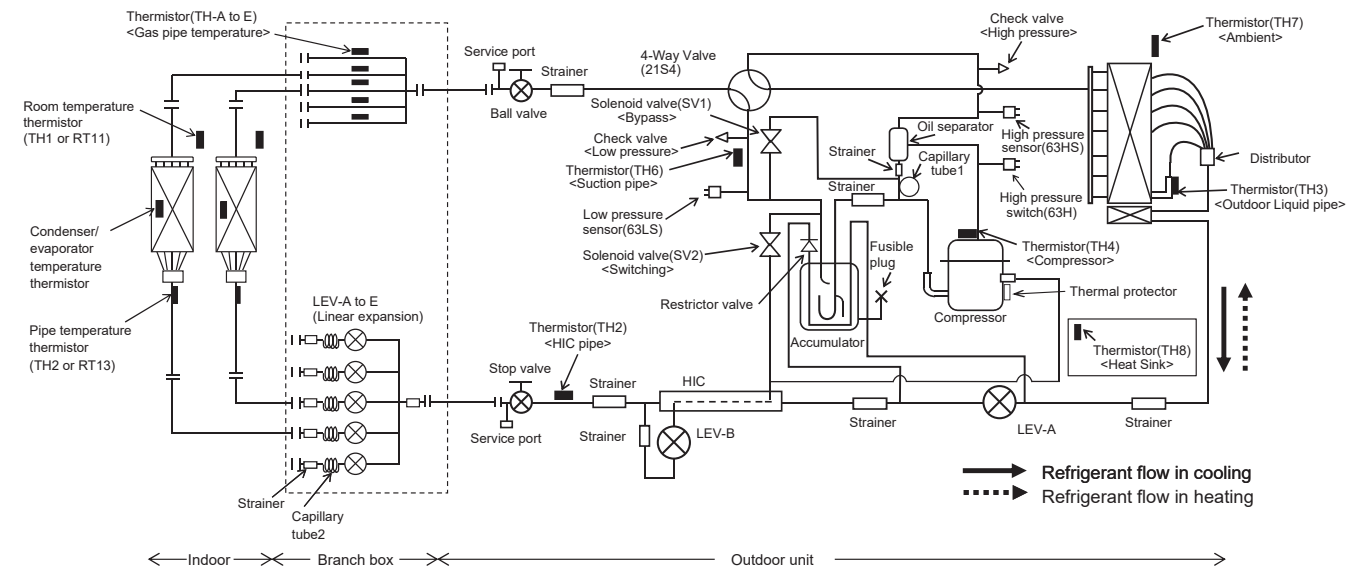 Thermistor(TH-A to E)
<Gas pipe temperature>
Service port
Strainer
Ball valve
4-Way Valve
(21S4)
Solenoid valve(SV1)
<Bypass>
Check valve
<Low pressure>
Thermistor(TH6)
<Suction pipe>
Low pressure
sensor(63LS)
Solenoid valve(SV2)
<Switching>
Restrictor valve
Check valve
<High pressure>
Thermistor(TH7)
<Ambient>
Oil separator
Strainer
Capillary
tube1
Strainer
High pressure
sensor(63HS)
High pressure
switch(63H)
Distributor
Thermistor(TH3)
<Outdoor Liquid pipe>
Fusible
plug
Thermistor(TH4)
<Compressor>
Thermal protector
Compressor
Accumulator
Thermistor(TH8)
<Heat Sink>
Room temperature
thermistor
(TH1 or RT11)
Condenser/
evaporator
temperature
thermistor
Pipe temperature
thermistor
(TH2 or RT13)
LEV-A to E
(Linear expansion)
Thermistor(TH2)
<HIC pipe>
Stop valve
Service port
Strainer
Strainer
HIC
LEV-B
Strainer
LEV-A
Strainer
Strainer
Capillary
tube2
Refrigerant flow in cooling
Refrigerant flow in heating
Indoor
Branch box
Outdoor unit